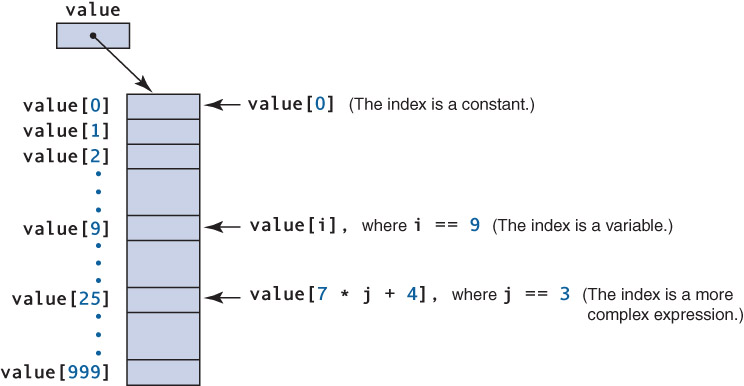 value
value[0]
value[0] (The index is a constant.)
value[1]
value[2]
value[9]
value[i], where i == 9 (The index is a variable.)
value[25]
value[7 * j + 4], where j == 3 (The index is a more
complex expression.)
value[999]